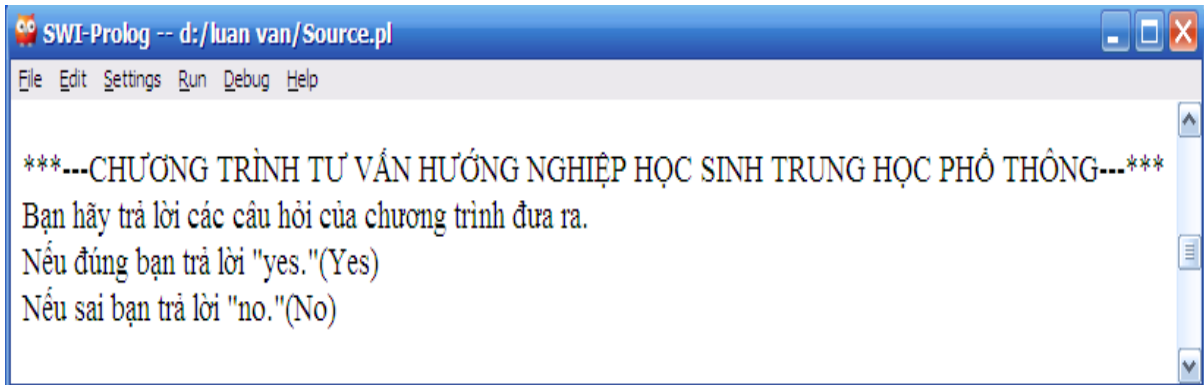 SWI-Prolog -- d:/luan van/Source.pl
File Edit Settings Run Debug Help
***---CHƯƠNG TRÌNH TƯ VẤN HƯỚNG NGHIỆP HỌC SINH TRUNG HỌC PHỔ THÔNG---***
Bạn hãy trả lời các câu hỏi của chương trình đưa ra.
Nếu đúng bạn trả lời "yes."(Yes)
Nếu sai bạn trả lời "no."(No)